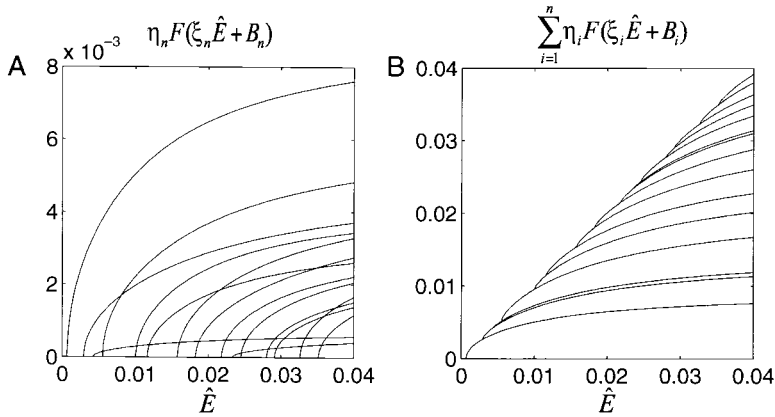 η_n F(ξ_n Ê + B_n)
∑_{i=1}^{n} η_i F(ξ_i Ê + B_i)
A
x 10⁻³
8
6
4
2
0
0 0.01 0.02 0.03 0.04
Ê
B
0.04
0.03
0.02
0.01
0
0 0.01 0.02 0.03 0.04
Ê